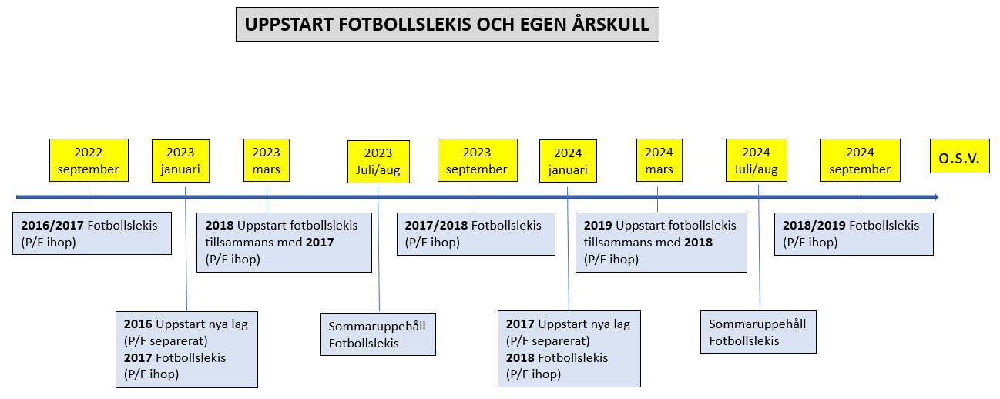 UPPSTART FOTBOLLSLEKIS OCH EGEN ÅRSKULL
2022
september
2023
januari
2023
mars
2023
Juli/aug
2023
september
2024
januari
2024
mars
2024
Juli/aug
2024
september
O.S.V.
2016/2017 Fotbollslekis
(P/F ihop)
2018 Uppstart fotbollslekis
tillsammans med 2017
(P/F ihop)
2017/2018 Fotbollslekis
(P/F ihop)
2019 Uppstart fotbollslekis
tillsammans med 2018
(P/F ihop)
2018/2019 Fotbollslekis
(P/F ihop)
2016 Uppstart nya lag
(P/F separerat)
2017 Fotbollslekis
(P/F ihop)
Sommaruppehåll
Fotbollslekis
2017 Uppstart nya lag
(P/F separerat)
2018 Fotbollslekis
(P/F ihop)
Sommaruppehåll
Fotbollslekis